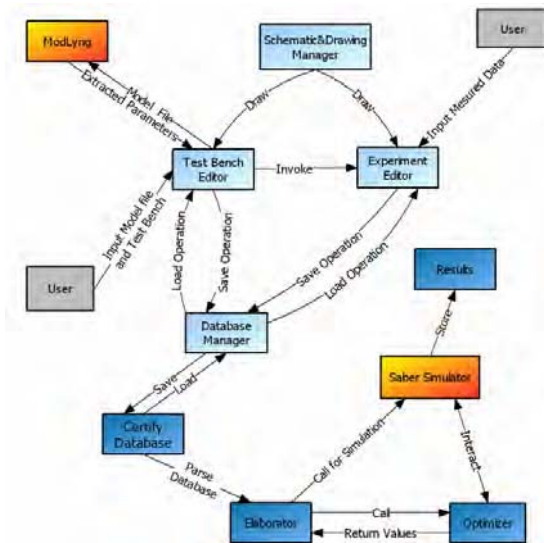 ModLyng
Schematic&Drawing
Manager
User
Model File
Extracted Parameters
Draw
Draw
Input Mesured Data
Test Bench
Editor
Invoke
Experiment
Editor
Input Model file
and Test Bench
Load Operation
Save Operation
Save Operation
Load Operation
User
Results
Database
Manager
Store
Save
Load
Saber Simulator
Certify
Database
Call for Simulation
Interact
Parse
Database
Elaborator
Call
Return Values
Optimizer